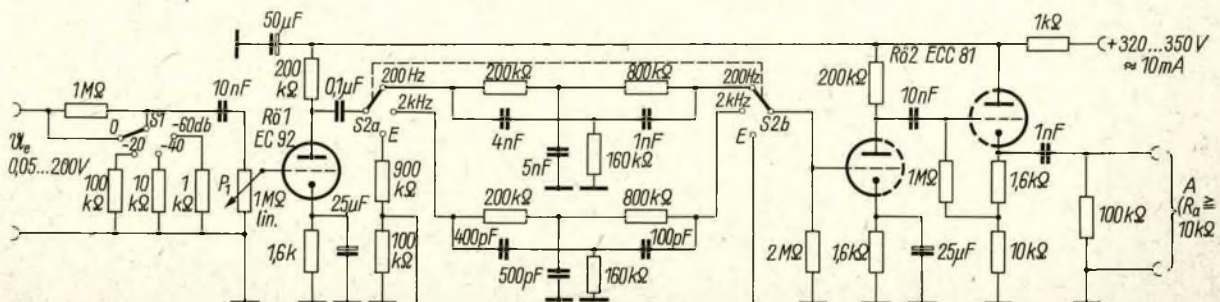 50µF
1kΩ
+320...350V
≈ 10mA
200
kΩ
0,1µF
200Hz
200kΩ
800kΩ
200Hz
200kΩ
Rö2 ECC 81
10nF
10nF
1MΩ
Rö1
EC 92
S2a
2kHz
2kHz
S2b
0
S1
-60db
-20
-40
E
4nF
1nF
E
1nF
𝔘e
0,05...200V
5nF
160kΩ
100
kΩ
10
kΩ
1
kΩ
P1
1MΩ
lin.
25µF
900
kΩ
200kΩ
800kΩ
1MΩ
1,6kΩ
A
(Ra ≧
10kΩ
400pF
100pF
100kΩ
1,6k
100
kΩ
500pF
160kΩ
2MΩ
1,6kΩ
25µF
10kΩ